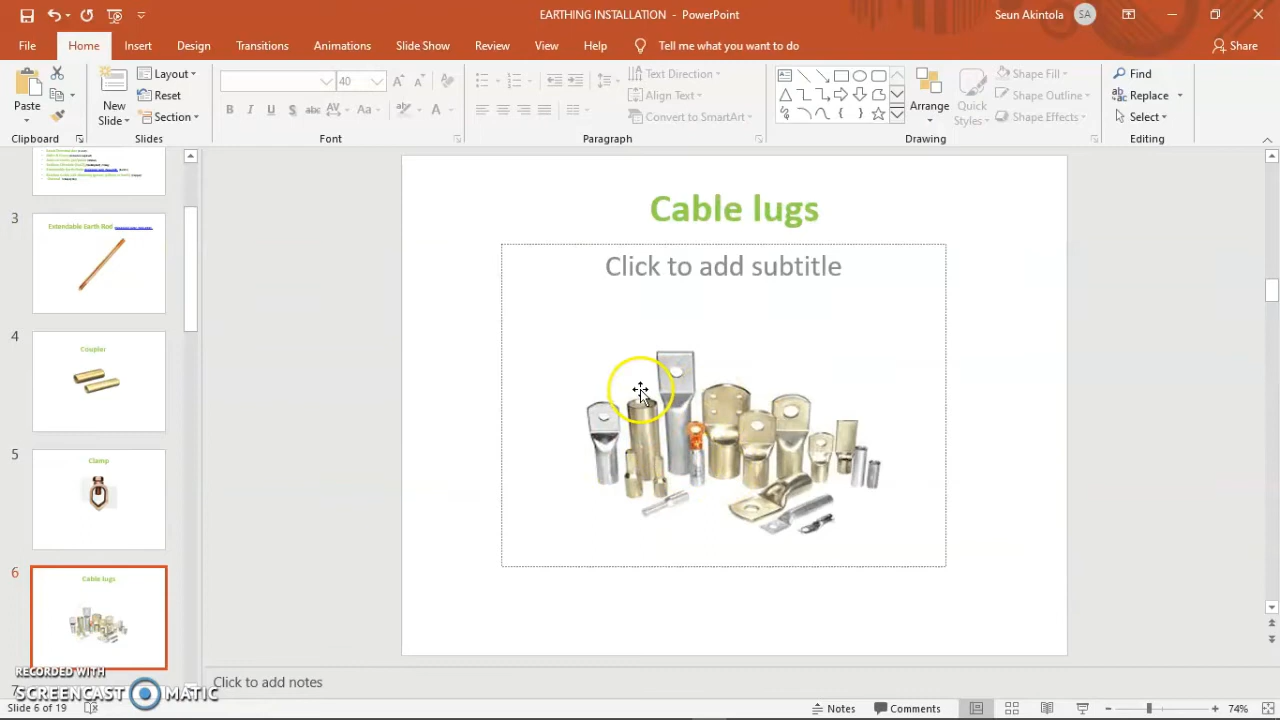 EARTHING INSTALLATION - PowerPoint
Seun Akintola SA
File Home Insert Design Transitions Animations Slide Show Review View Help Tell me what you want to do Share
Paste
Clipboard
New Slide
Layout
Reset
Section
Slides
40
B I U S abc AV Aa A
Font
Text Direction
Align Text
Convert to SmartArt
Paragraph
Arrange
Quick Styles
Shape Fill
Shape Outline
Shape Effects
Drawing
Find
Replace
Select
Editing
3
Extendable Earth Rod
4
Coupler
5
Clamp
6
Cable lugs
7
Cable lugs
Click to add subtitle
RECORDED WITH
SCREENCAST MATIC
Click to add notes
Slide 6 of 19
Notes Comments 74%